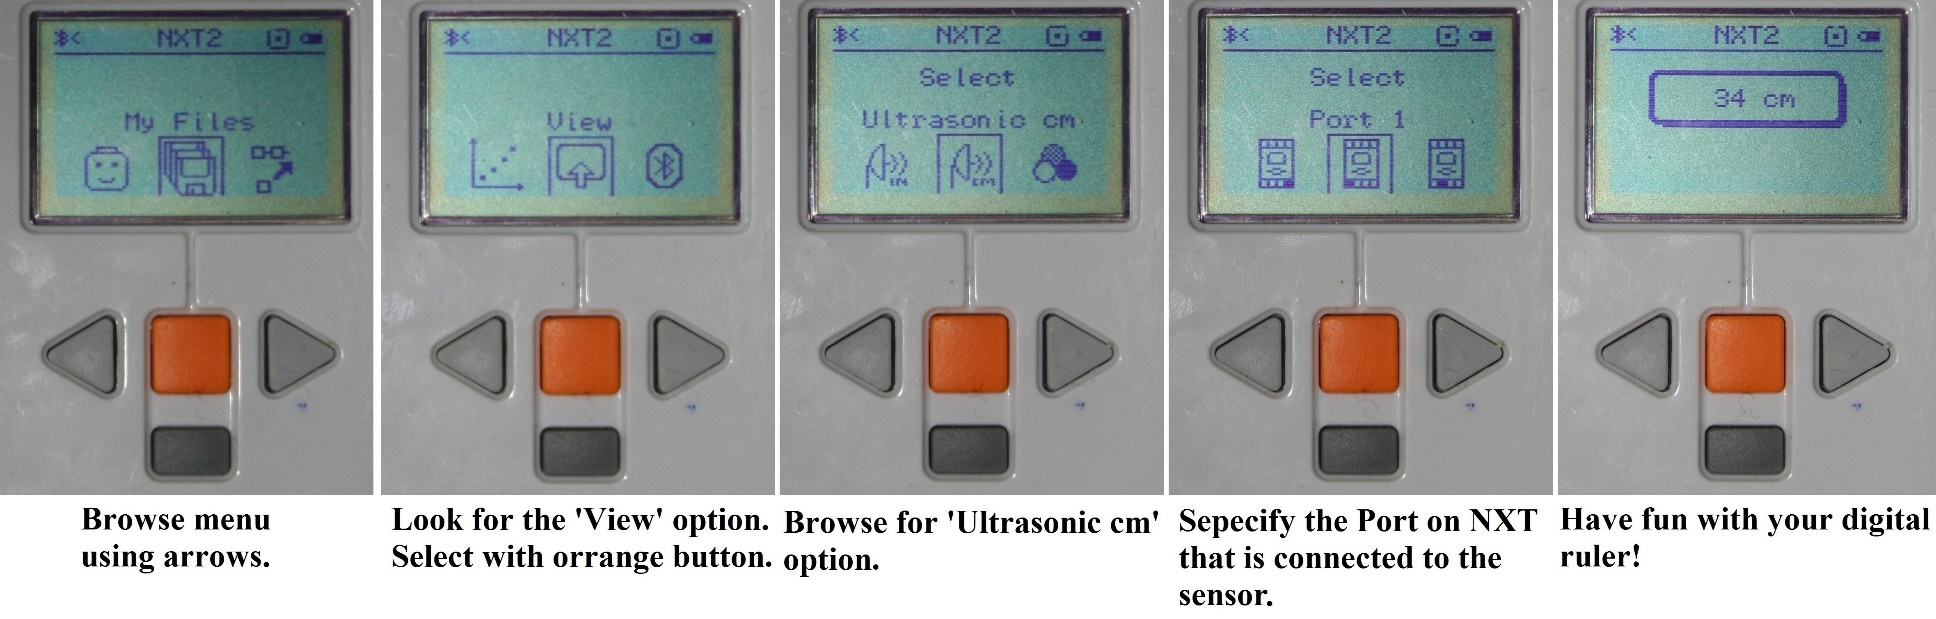 NXT2
My Files
Browse menu
using arrows.
NXT2
View
Look for the 'View' option.
Select with orrange button.
NXT2
Select
Ultrasonic cm
IN
CM
Browse for 'Ultrasonic cm'
option.
NXT2
Select
Port 1
Sepecify the Port on NXT
that is connected to the
sensor.
NXT2
34 cm
Have fun with your digital
ruler!